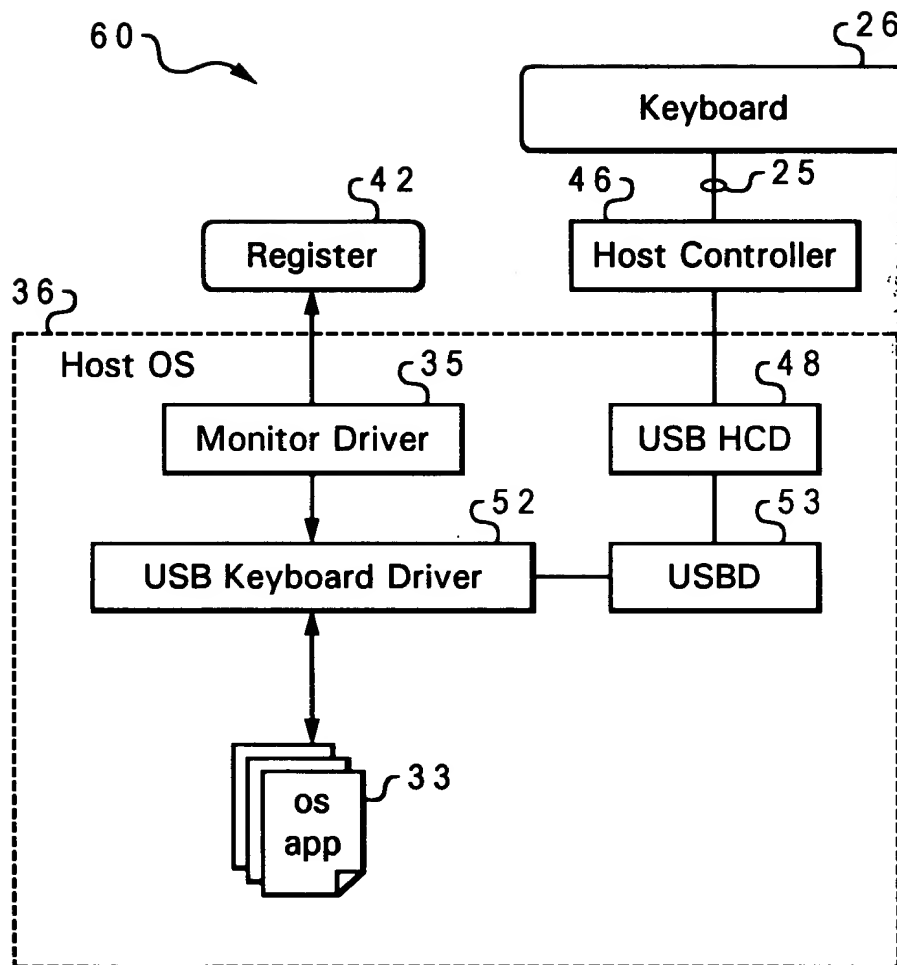 60
26
Keyboard
25
42
46
Register
Host Controller
36
Host OS
35
48
Monitor Driver
USB HCD
52
53
USB Keyboard Driver
USBD
33
os
app